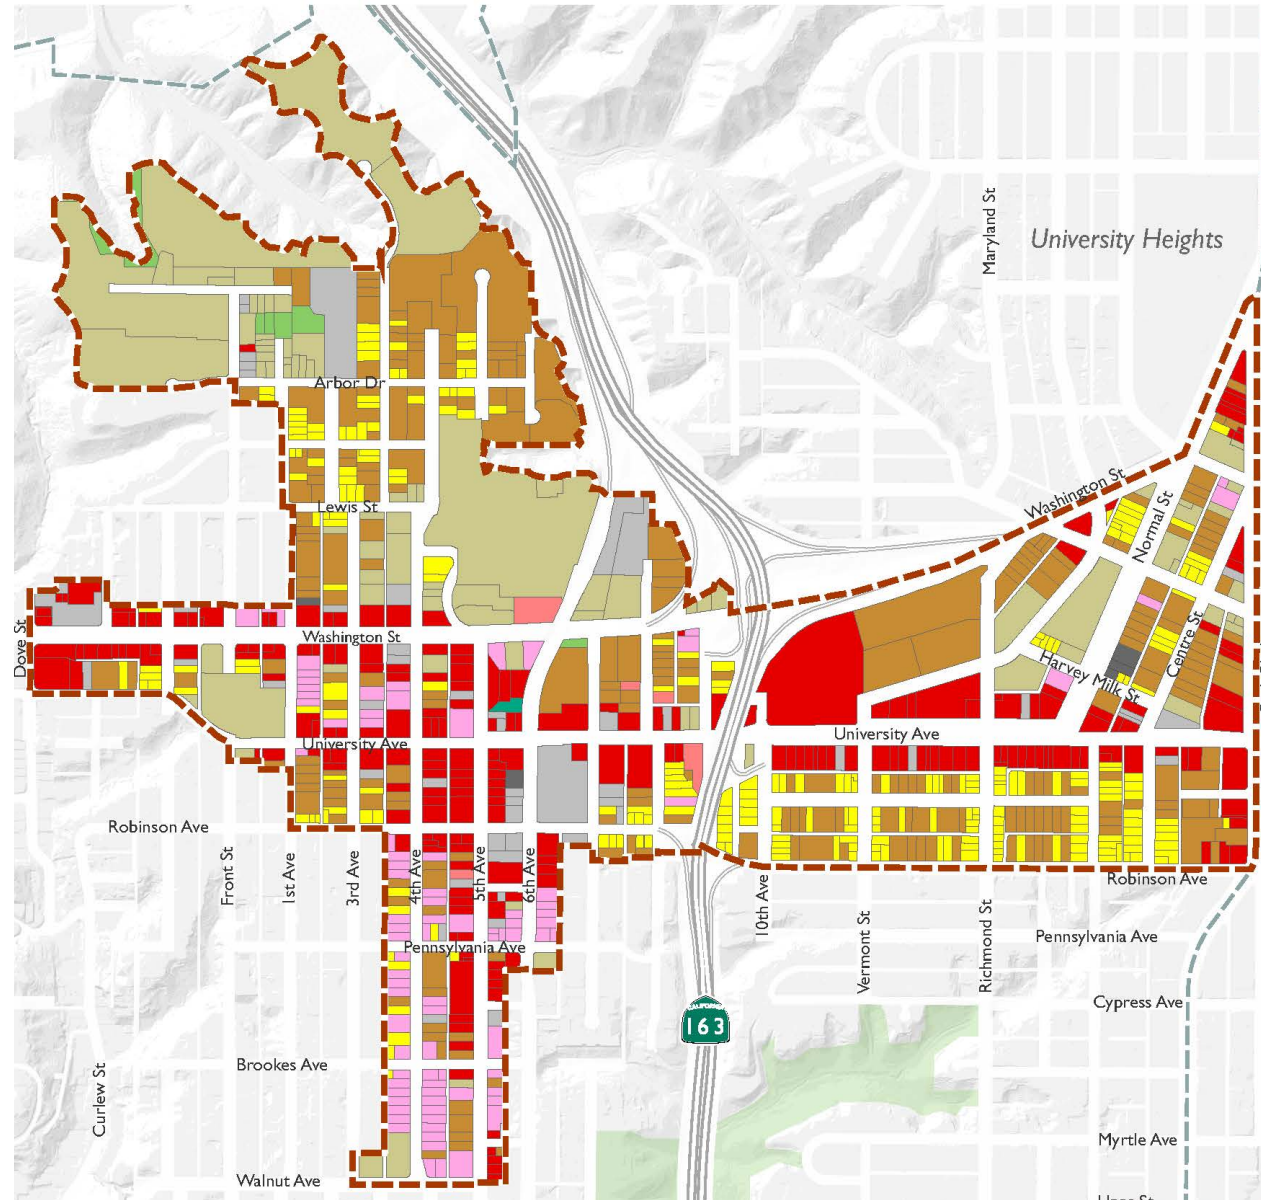 Maryland St
University Heights
Arbor Dr
Washington St
Normal St
Lewis St
Dove St
Washington St
Centre St
Harvey Milk St
University Ave
University Ave
Robinson Ave
Front St
1st Ave
3rd Ave
4th Ave
5th Ave
6th Ave
10th Ave
Robinson Ave
Vermont St
Richmond St
Pennsylvania Ave
Pennsylvania Ave
Cypress Ave
CALIFORNIA
163
Brookes Ave
Curlew St
Myrtle Ave
Walnut Ave